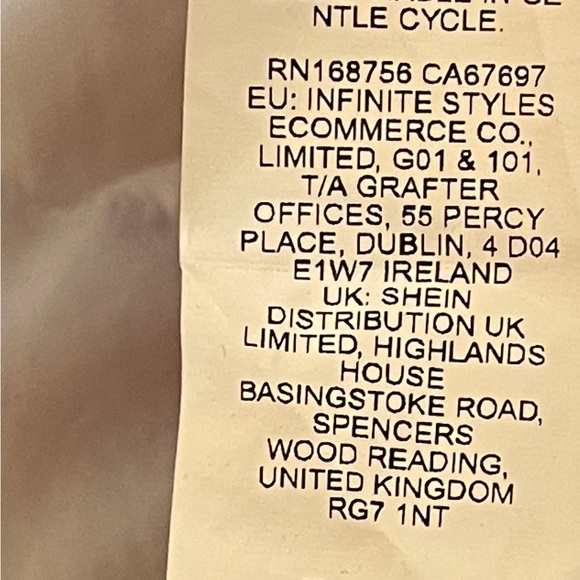 NTLE CYCLE.
RN168756 CA67697
EU: INFINITE STYLES
ECOMMERCE CO.,
LIMITED, G01 & 101,
T/A GRAFTER
OFFICES, 55 PERCY
PLACE, DUBLIN, 4 D04
E1W7 IRELAND
UK: SHEIN
DISTRIBUTION UK
LIMITED, HIGHLANDS
HOUSE
BASINGSTOKE ROAD,
SPENCERS
WOOD READING,
UNITED KINGDOM
RG7 1NT